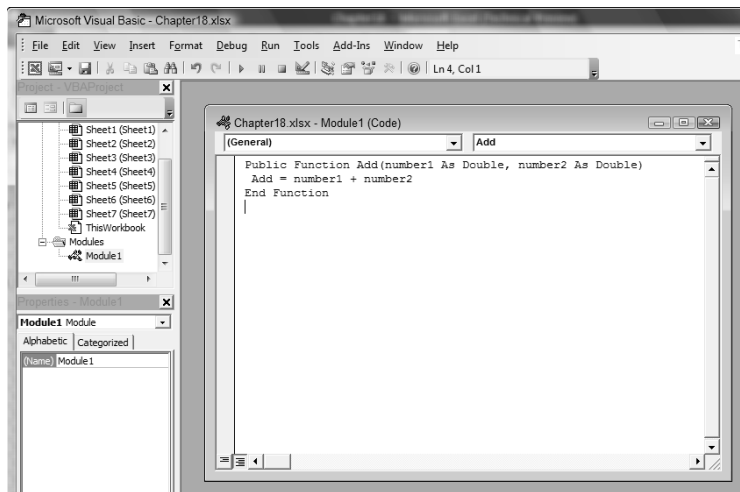 Microsoft Visual Basic - Chapter18.xlsx
File Edit View Insert Format Debug Run Tools Add-Ins Window Help
Ln 4, Col 1
Project - VBAProject
Sheet1 (Sheet1)
Sheet2 (Sheet2)
Sheet3 (Sheet3)
Sheet4 (Sheet4)
Sheet5 (Sheet5)
Sheet6 (Sheet6)
Sheet7 (Sheet7)
ThisWorkbook
Modules
Module1
Properties - Module1
Module1 Module
Alphabetic Categorized
(Name) Module1
Chapter18.xlsx - Module1 (Code)
(General) Add
Public Function Add(number1 As Double, number2 As Double)
Add = number1 + number2
End Function